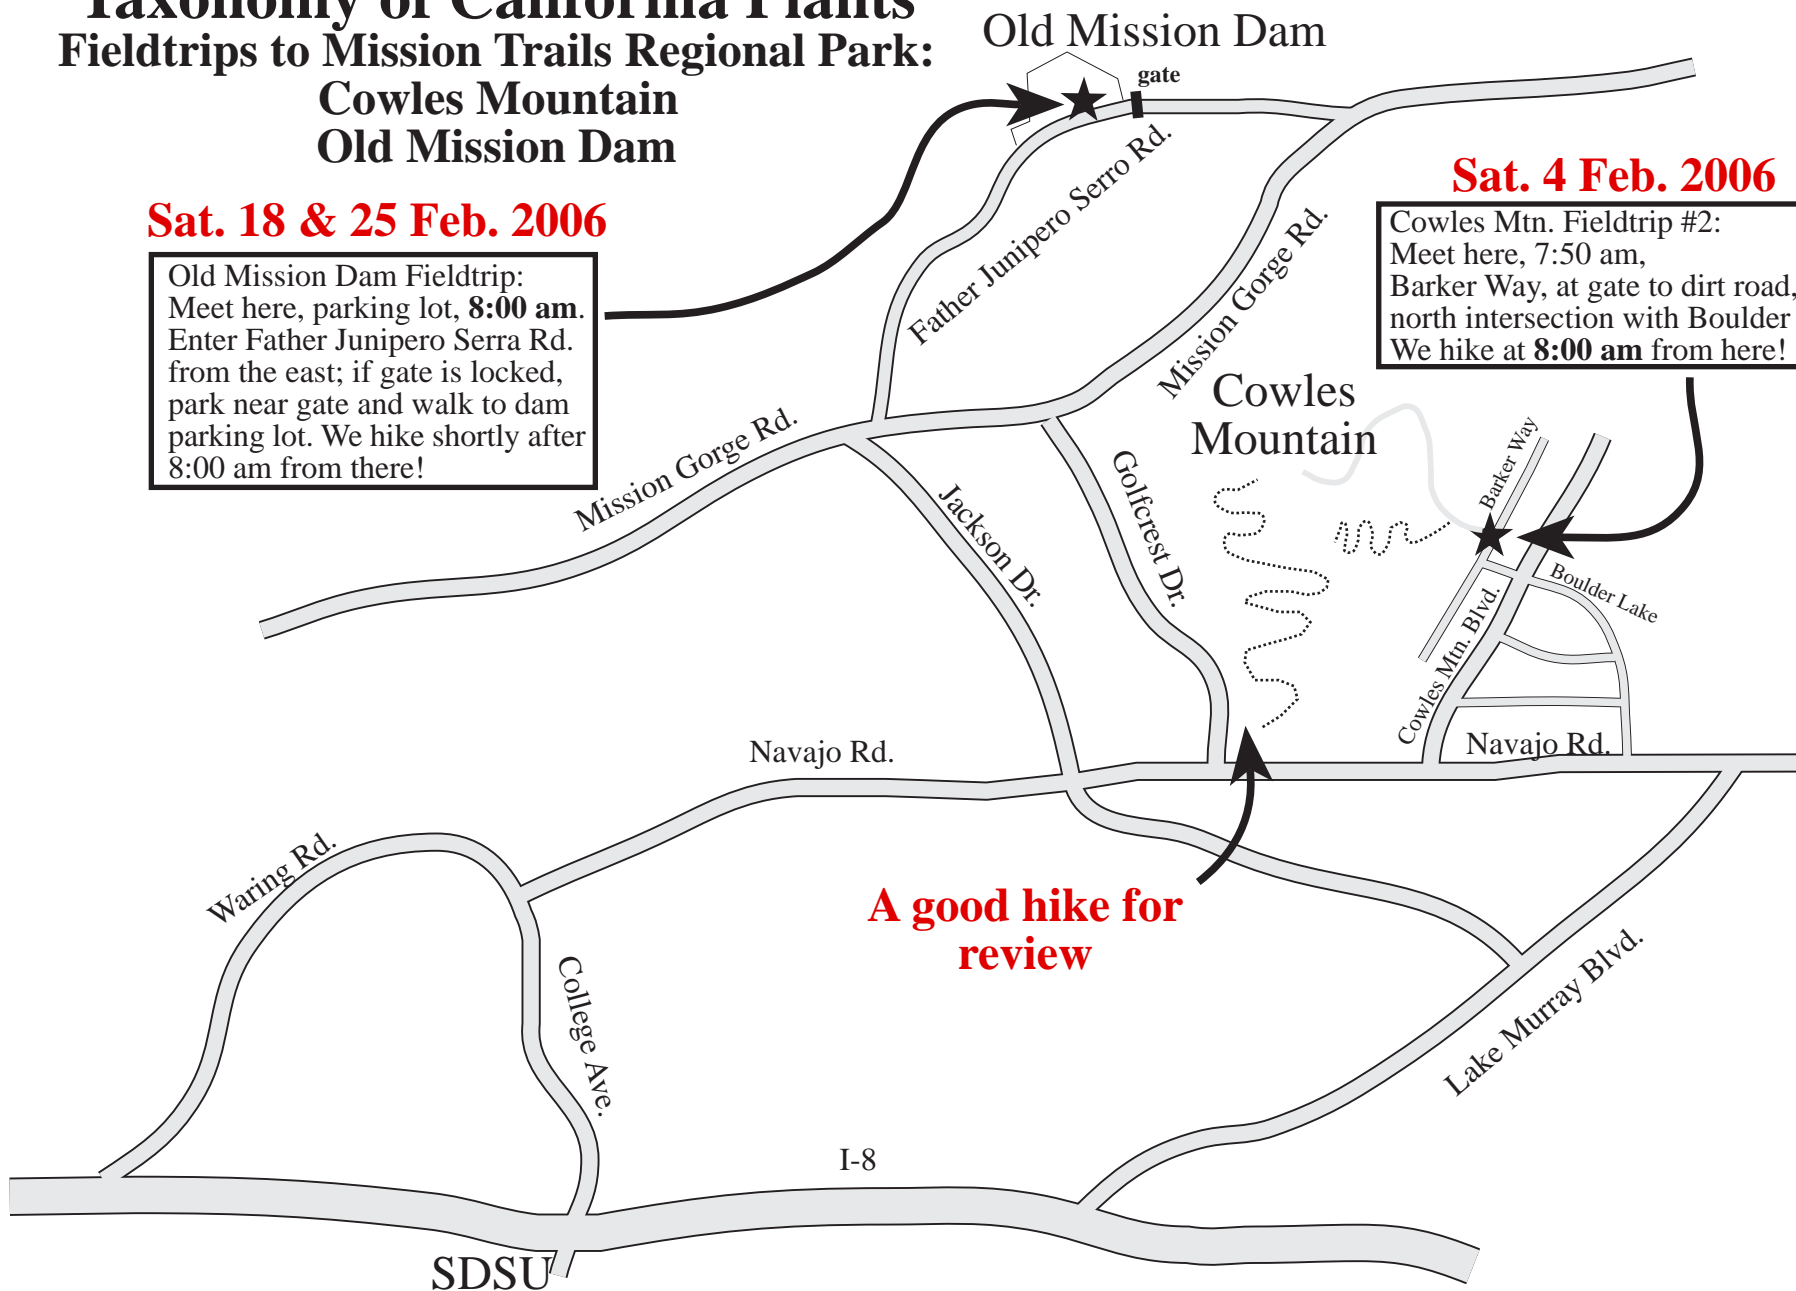 Taxonomy of California Plants
Fieldtrips to Mission Trails Regional Park:
Cowles Mountain
Old Mission Dam
Old Mission Dam
gate
Sat. 18 & 25 Feb. 2006
Old Mission Dam Fieldtrip:
Meet here, parking lot, 8:00 am.
Enter Father Junipero Serra Rd.
from the east; if gate is locked,
park near gate and walk to dam
parking lot. We hike shortly after
8:00 am from there!
Sat. 4 Feb. 2006
Cowles Mtn. Fieldtrip #2:
Meet here, 7:50 am,
Barker Way, at gate to dirt road,
north intersection with Boulder
We hike at 8:00 am from here!
Father Junipero Serro Rd.
Mission Gorge Rd.
Mission Gorge Rd.
Cowles
Mountain
Barker Way
Golfcrest Dr.
Jackson Dr.
Boulder Lake
Cowles Mtn. Blvd.
Navajo Rd.
Navajo Rd.
Waring Rd.
A good hike for
review
College Ave.
Lake Murray Blvd.
I-8
SDSU